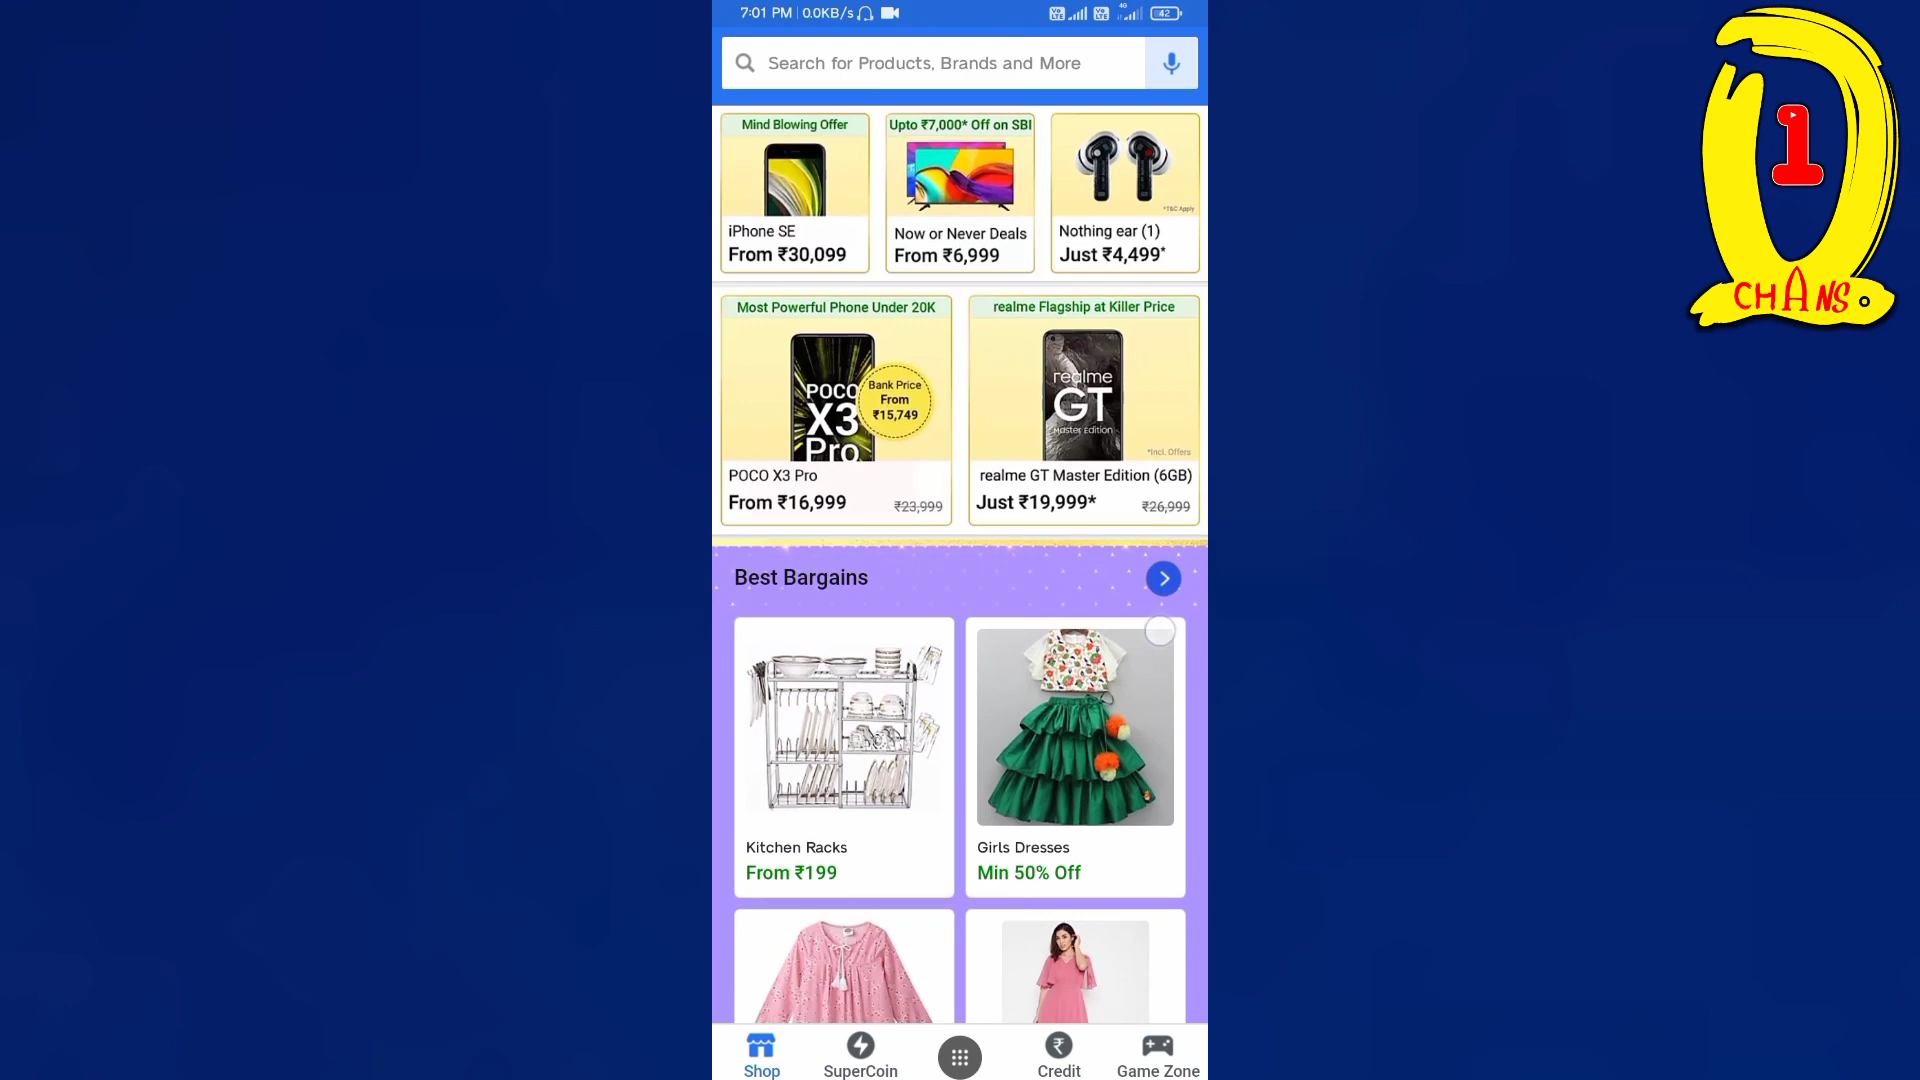 7:01 PM 0.0KB/s 4G 42
Search for Products, Brands and More
Mind Blowing Offer
iPhone SE
From ₹30,099
Upto ₹7,000* Off on SBI
Now or Never Deals
From ₹6,999
*T&C Apply
Nothing ear (1)
Just ₹4,499*
Most Powerful Phone Under 20K
POCO
X3
Pro
Bank Price
From
₹15,749
POCO X3 Pro
From ₹16,999 ₹23,999
realme Flagship at Killer Price
realme
GT
Master Edition
*Incl. Offers
realme GT Master Edition (6GB)
Just ₹19,999* ₹26,999
Best Bargains
Kitchen Racks
From ₹199
Girls Dresses
Min 50% Off
Shop SuperCoin Credit Game Zone
1
CHANS